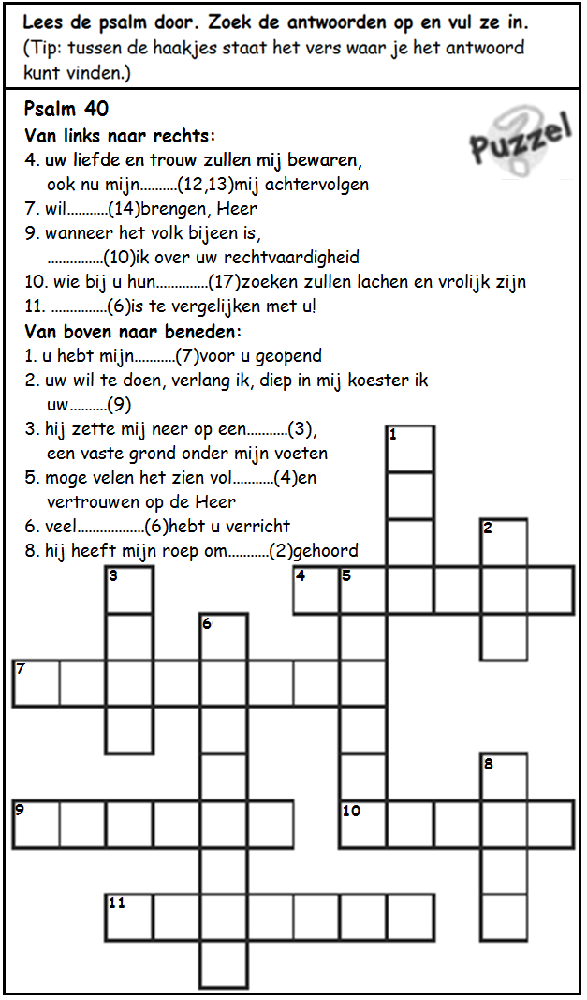 Lees de psalm door. Zoek de antwoorden op en vul ze in.
(Tip: tussen de haakjes staat het vers waar je het antwoord
kunt vinden.)
Psalm 40
Puzzel
Van links naar rechts:
4. uw liefde en trouw zullen mij bewaren,
ook nu mijn..........(12,13)mij achtervolgen
7. wil...........(14)brengen, Heer
9. wanneer het volk bijeen is,
...............(10)ik over uw rechtvaardigheid
10. wie bij u hun..............(17)zoeken zullen lachen en vrolijk zijn
11. ...............(6)is te vergelijken met u!
Van boven naar beneden:
1. u hebt mijn...........(7)voor u geopend
2. uw wil te doen, verlang ik, diep in mij koester ik
uw..........(9)
3. hij zette mij neer op een...........(3),
een vaste grond onder mijn voeten
5. moge velen het zien vol...........(4)en
vertrouwen op de Heer
6. veel..................(6)hebt u verricht
8. hij heeft mijn roep om...........(2)gehoord
1
2
3 4 5
6
7
8
9 10
11